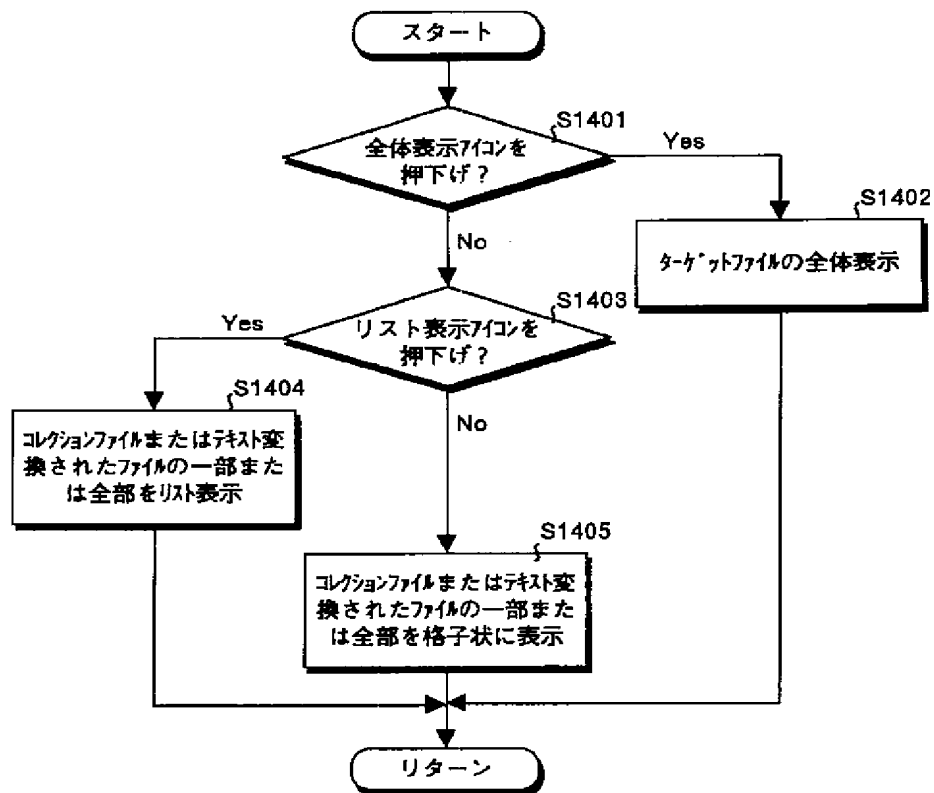 スタート
S1401
全体表示アイコンを
押下げ?
Yes
No
S1402
ターゲットファイルの全体表示
S1403
リスト表示アイコンを
押下げ?
Yes
No
S1404
コレクションファイルまたはテキスト変
換されたファイルの一部また
は全部をリスト表示
S1405
コレクションファイルまたはテキスト変
換されたファイルの一部また
は全部を格子状に表示
リターン